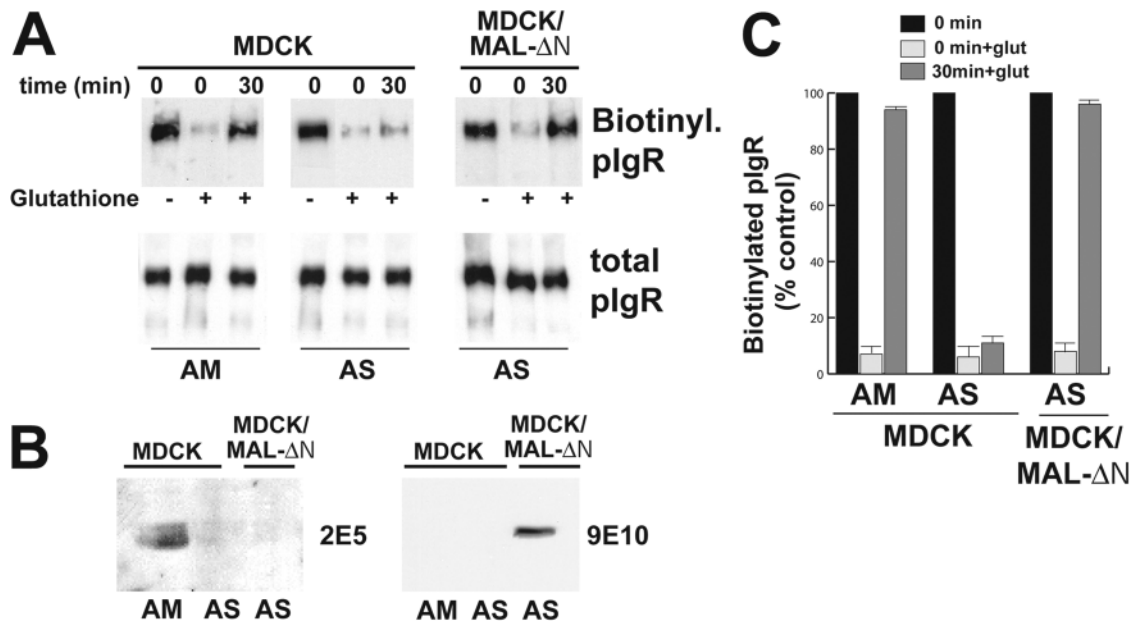 A
MDCK
MDCK/
MAL-ΔN
time (min) 0 0 30 0 0 30 0 0 30
Biotinyl.
pIgR
Glutathione - + + - + + - + +
total
pIgR
AM AS AS
B
MDCK
MDCK/
MAL-ΔN
2E5
AM AS AS
MDCK
MDCK/
MAL-ΔN
9E10
AM AS AS
C
0 min
0 min+glut
30min+glut
Biotinylated pIgR
(% control)
100
80
60
40
20
0
AM AS AS
MDCK
MDCK/
MAL-ΔN